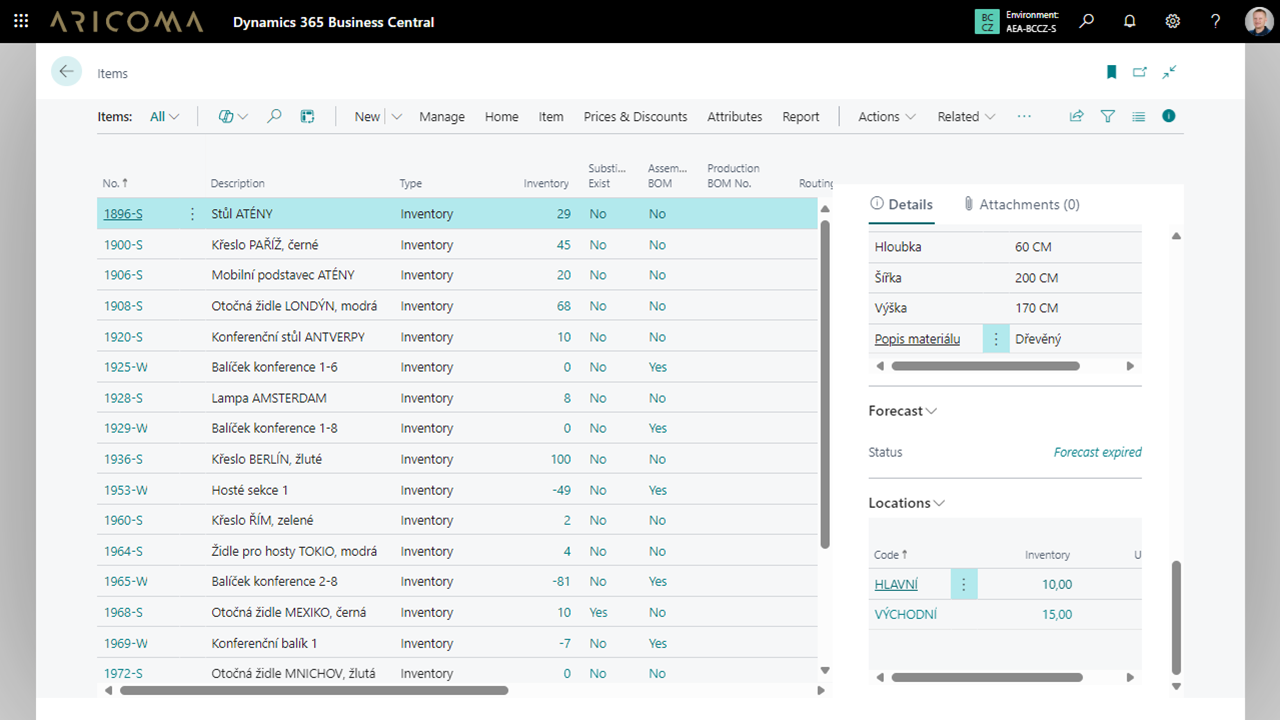 ARICOMA Dynamics 365 Business Central BC CZ Environment: AEA-BCCZ-S ?
Items
Items: All New Manage Home Item Prices & Discounts Attributes Report Actions Related ...
No. ↑ Description Type Inventory Substi... Exist Assem... BOM Production BOM No. Routing
1896-S Stůl ATÉNY Inventory 29 No No
1900-S Křeslo PAŘÍŽ, černé Inventory 45 No No
1906-S Mobilní podstavec ATÉNY Inventory 20 No No
1908-S Otočná židle LONDÝN, modrá Inventory 68 No No
1920-S Konferenční stůl ANTVERPY Inventory 10 No No
1925-W Balíček konference 1-6 Inventory 0 No Yes
1928-S Lampa AMSTERDAM Inventory 8 No No
1929-W Balíček konference 1-8 Inventory 0 No Yes
1936-S Křeslo BERLÍN, žluté Inventory 100 No No
1953-W Hosté sekce 1 Inventory -49 No Yes
1960-S Křeslo ŘÍM, zelené Inventory 2 No No
1964-S Židle pro hosty TOKIO, modrá Inventory 4 No No
1965-W Balíček konference 2-8 Inventory -81 No Yes
1968-S Otočná židle MEXIKO, černá Inventory 10 Yes No
1969-W Konferenční balík 1 Inventory -7 No Yes
1972-S Otočná židle MNICHOV, žlutá Inventory 0 No No
Details Attachments (0)
Hloubka 60 CM
Šířka 200 CM
Výška 170 CM
Popis materiálu Dřevěný
Forecast
Status Forecast expired
Locations
Code ↑ Inventory U
HLAVNÍ 10,00
VÝCHODNÍ 15,00